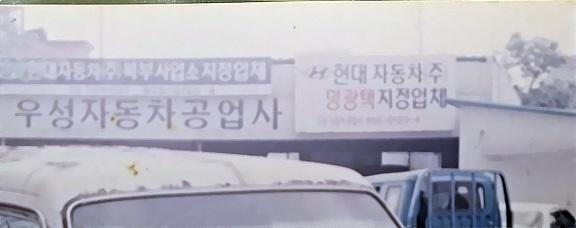 현대자동차(주)북부사업소지정업체
우성자동차공업사
현대 자동차 주
명광택 지정업체